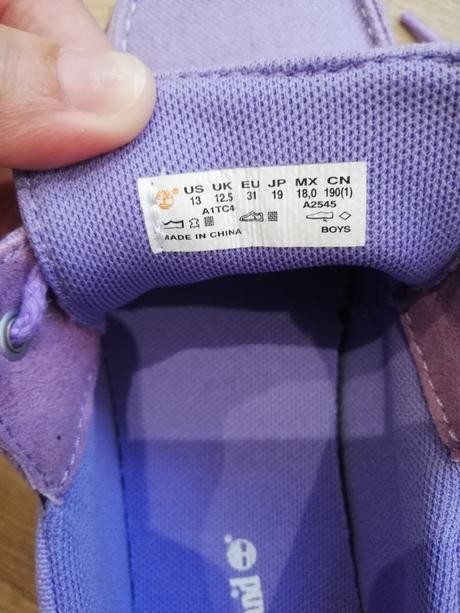 US UK EU JP MX CN
13 12.5 31 19 18,0 190(1)
A1TC4 A2545
MADE IN CHINA BOYS